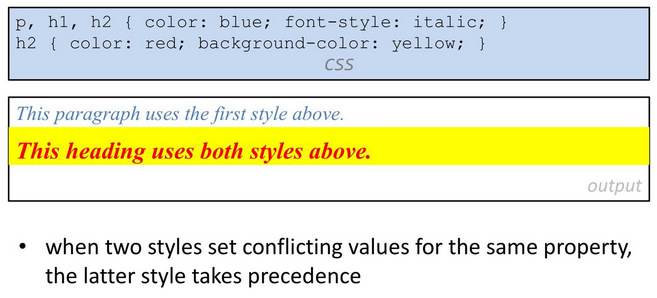 p, h1, h2 { color: blue; font-style: italic; }
h2 { color: red; background-color: yellow; }
CSS
This paragraph uses the first style above.
This heading uses both styles above.
output
• when two styles set conflicting values for the same property,
the latter style takes precedence